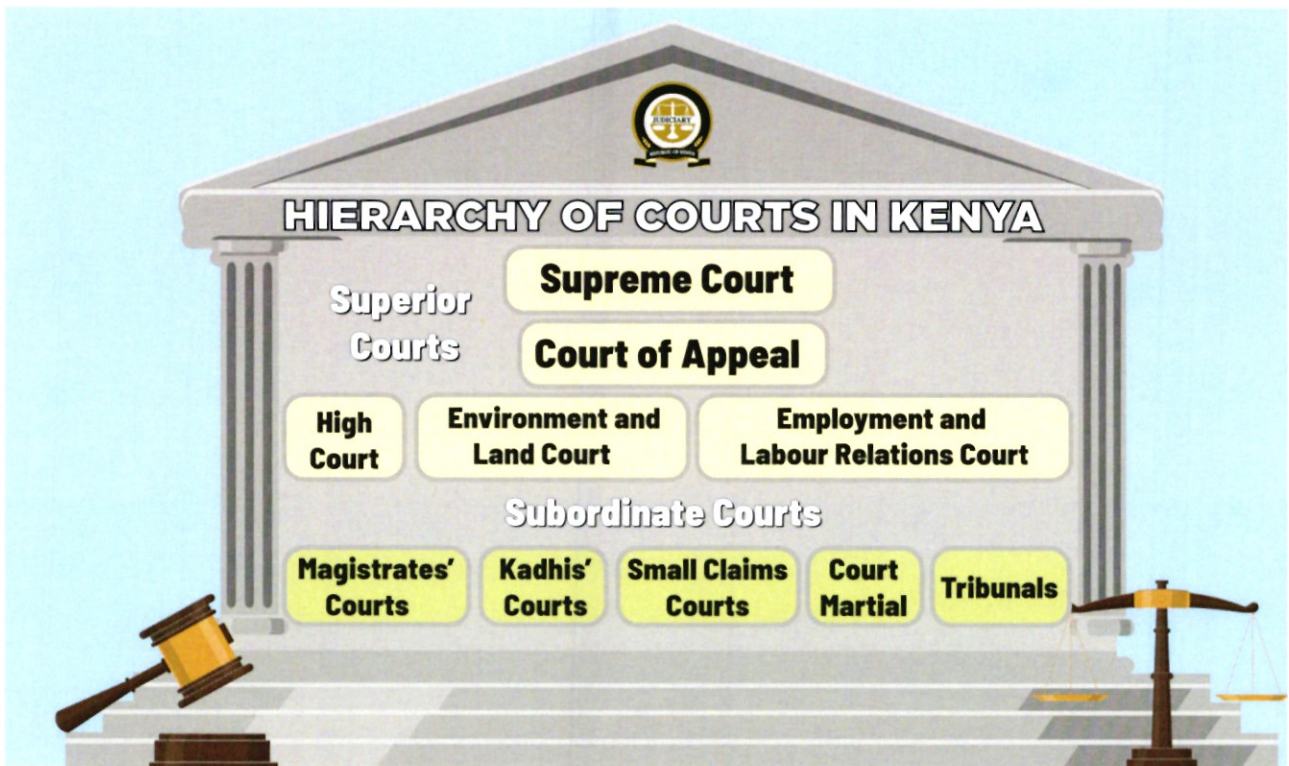 JUDICIARY
HIERARCHY OF COURTS IN KENYA
Supreme Court
Superior
Courts
Court of Appeal
High
Court
Environment and
Land Court
Employment and
Labour Relations Court
Subordinate Courts
Magistrates’
Courts
Kadhis’
Courts
Small Claims
Courts
Court
Martial
Tribunals